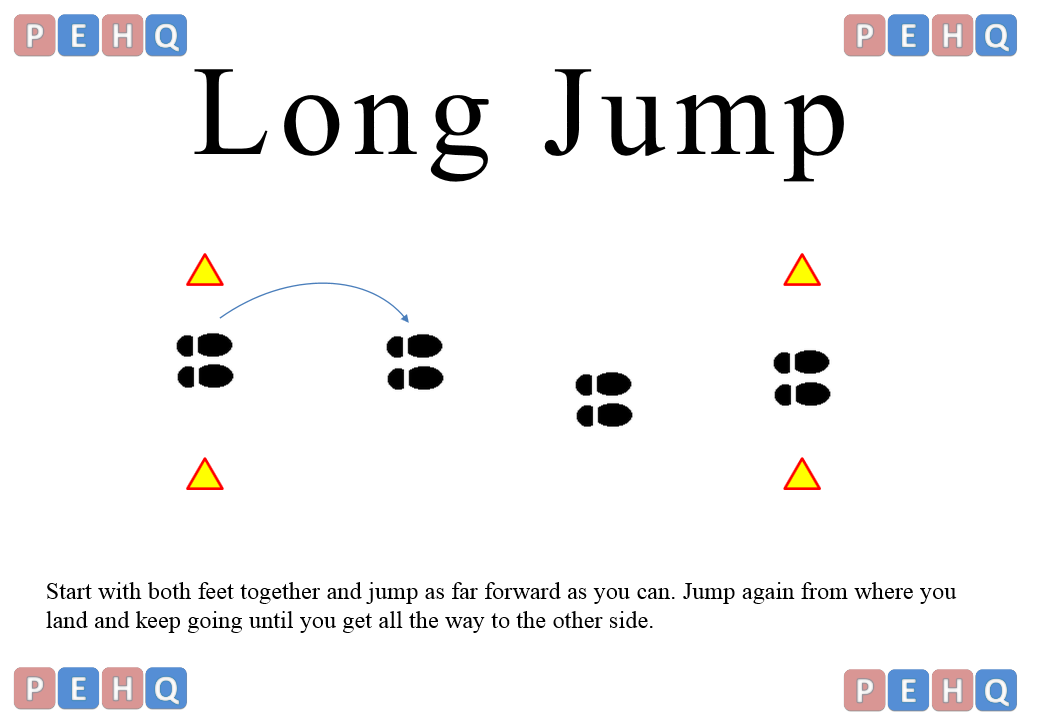 PEHQ PEHQ
Long Jump
Start with both feet together and jump as far forward as you can. Jump again from where you
land and keep going until you get all the way to the other side.
PEHQ PEHQ